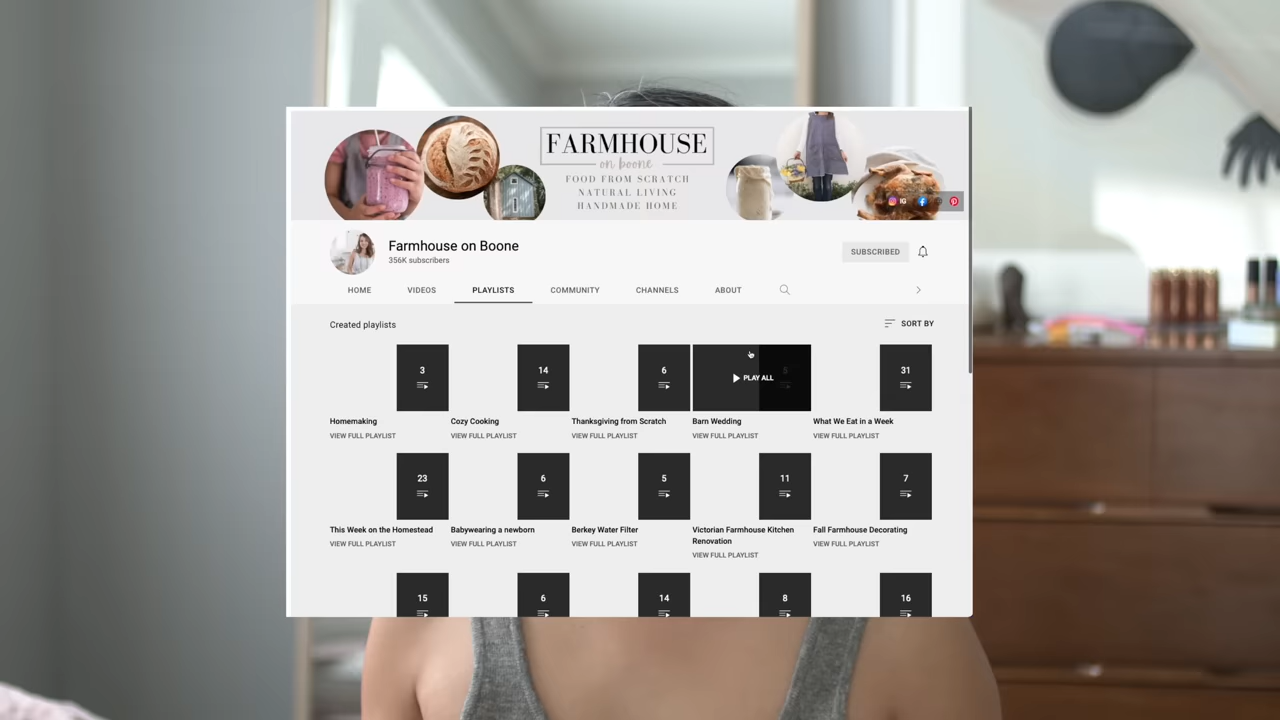 FARMHOUSE
on boone
FOOD FROM SCRATCH
NATURAL LIVING
HANDMADE HOME
IG
Farmhouse on Boone
356K subscribers
SUBSCRIBED
HOME VIDEOS PLAYLISTS COMMUNITY CHANNELS ABOUT
Created playlists
SORT BY
3 14 6 PLAY ALL 5 31
Homemaking Cozy Cooking Thanksgiving from Scratch Barn Wedding What We Eat in a Week
VIEW FULL PLAYLIST VIEW FULL PLAYLIST VIEW FULL PLAYLIST VIEW FULL PLAYLIST VIEW FULL PLAYLIST
23 6 5 11 7
This Week on the Homestead Babywearing a newborn Berkey Water Filter Victorian Farmhouse Kitchen Fall Farmhouse Decorating
Renovation
VIEW FULL PLAYLIST VIEW FULL PLAYLIST VIEW FULL PLAYLIST VIEW FULL PLAYLIST VIEW FULL PLAYLIST
15 6 14 8 16